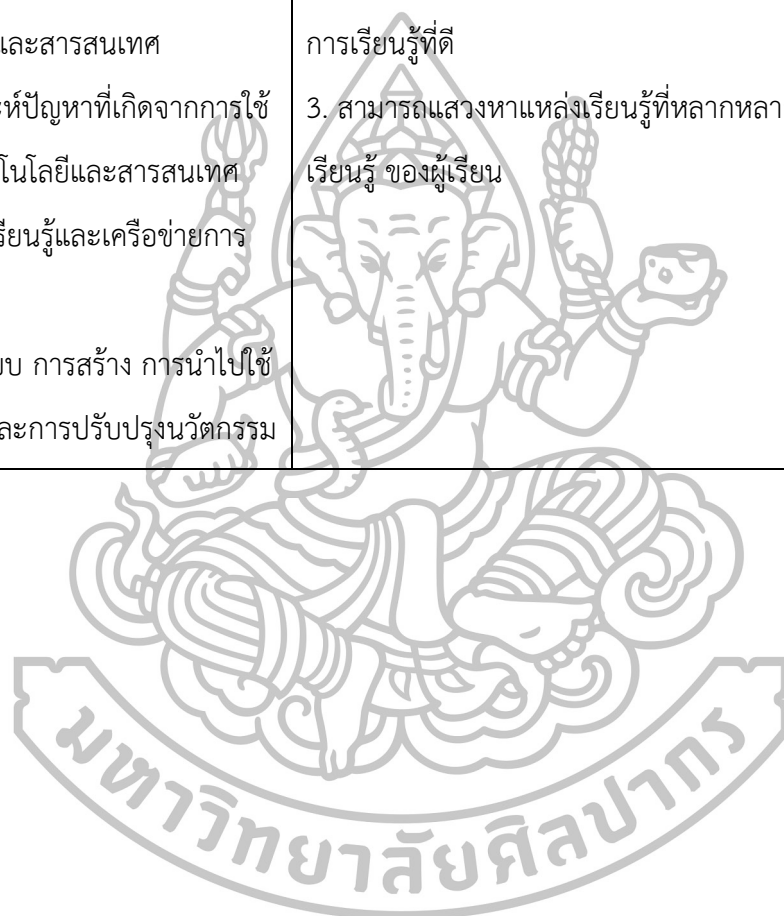 และสารสนเทศ
ะห์ปัญหาที่เกิดจากการใช้
โนโลยีและสารสนเทศ
รียนรู้และเครือข่ายการ
บบ การสร้าง การนำไปใช้
ละการปรับปรุงนวัตกรรม
การเรียนรู้ที่ดี
3. สามารถแสวงหาแหล่งเรียนรู้ที่หลากหลา
เรียนรู้ ของผู้เรียน
มหาวิทยาลัยศิลปากร